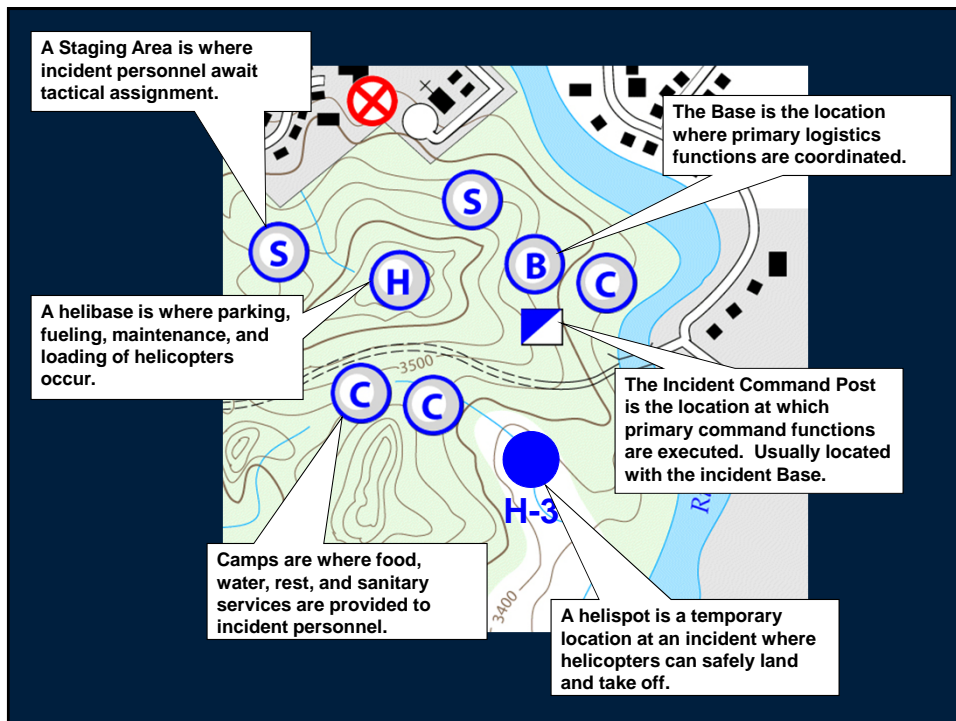 A Staging Area is where
incident personnel await
tactical assignment.
The Base is the location
where primary logistics
functions are coordinated.
S
S
B
C
H
A helibase is where parking,
fueling, maintenance, and
loading of helicopters
occur.
3500
C
C
The Incident Command Post
is the location at which
primary command functions
are executed. Usually located
with the incident Base.
H-3
Camps are where food,
water, rest, and sanitary
services are provided to
incident personnel.
3400
A helispot is a temporary
location at an incident where
helicopters can safely land
and take off.